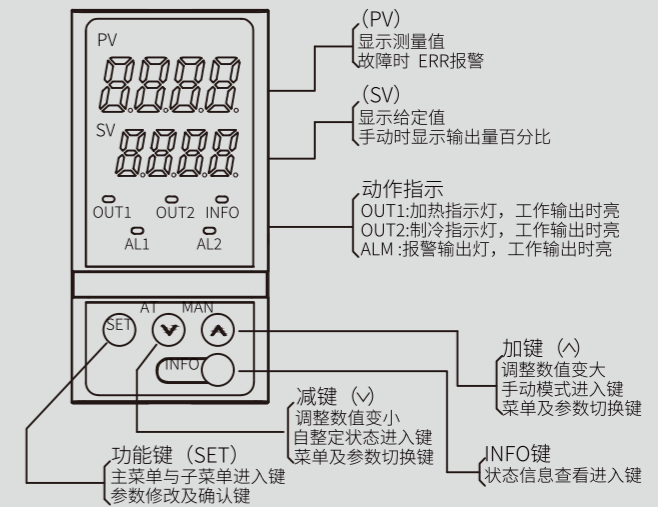 PV
SV
OUT1 OUT2 INFO
AL1 AL2
AT MAN
SET
INFO
（PV）
显示测量值
故障时 ERR报警
（SV）
显示给定值
手动时显示输出量百分比
动作指示
OUT1:加热指示灯，工作输出时亮
OUT2:制冷指示灯，工作输出时亮
ALM :报警输出灯，工作输出时亮
加键（∧）
调整数值变大
手动模式进入键
菜单及参数切换键
减键（∨）
调整数值变小
自整定状态进入键
菜单及参数切换键
INFO键
状态信息查看进入键
功能键（SET）
主菜单与子菜单进入键
参数修改及确认键